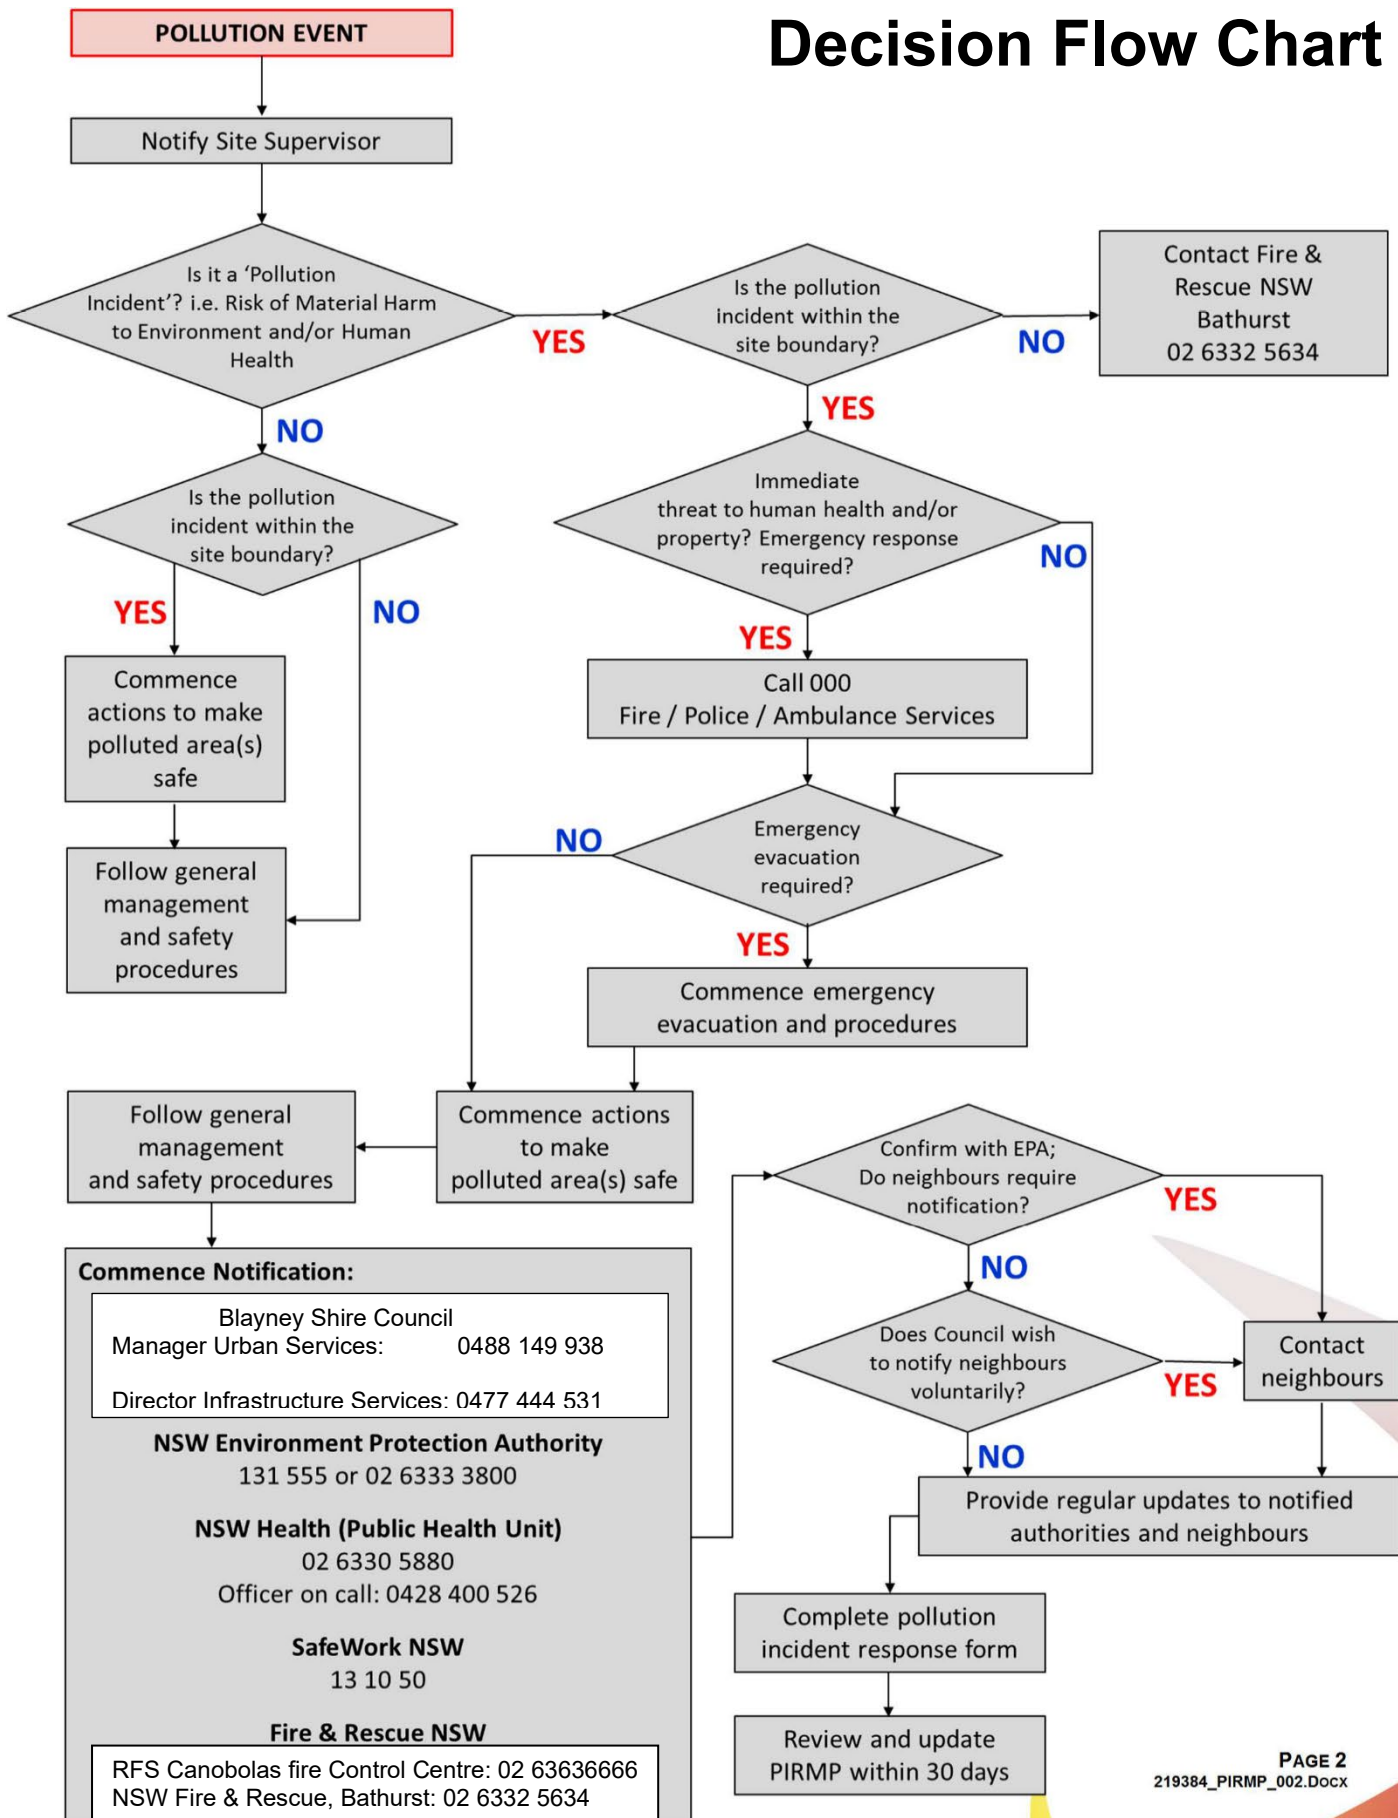 Decision Flow Chart
POLLUTION EVENT
Notify Site Supervisor
Is it a ‘Pollution
Incident’? i.e. Risk of Material Harm
to Environment and/or Human
Health
YES
NO
Is the pollution
incident within the
site boundary?
NO
Contact Fire &
Rescue NSW
Bathurst
02 6332 5634
YES
Is the pollution
incident within the
site boundary?
YES
NO
Commence
actions to make
polluted area(s)
safe
Follow general
management
and safety
procedures
Immediate
threat to human health and/or
property? Emergency response
required?
NO
YES
Call 000
Fire / Police / Ambulance Services
Emergency
evacuation
required?
NO
YES
Commence emergency
evacuation and procedures
Commence actions
to make
polluted area(s) safe
Follow general
management
and safety procedures
Commence Notification:
Blayney Shire Council
Manager Urban Services: 0488 149 938
Director Infrastructure Services: 0477 444 531
NSW Environment Protection Authority
131 555 or 02 6333 3800
NSW Health (Public Health Unit)
02 6330 5880
Officer on call: 0428 400 526
SafeWork NSW
13 10 50
Fire & Rescue NSW
RFS Canobolas fire Control Centre: 02 63636666
NSW Fire & Rescue, Bathurst: 02 6332 5634
Confirm with EPA;
Do neighbours require
notification?
YES
NO
Does Council wish
to notify neighbours
voluntarily?
YES
NO
Contact
neighbours
Provide regular updates to notified
authorities and neighbours
Complete pollution
incident response form
Review and update
PIRMP within 30 days
PAGE 2
219384_PIRMP_002.DOCX